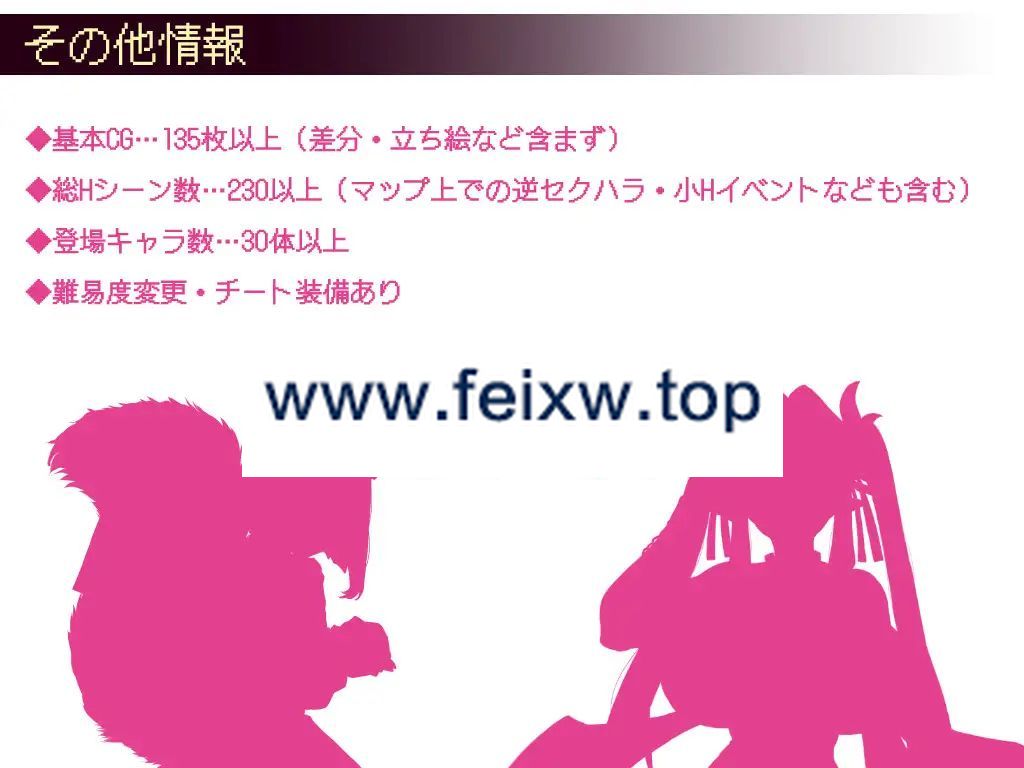 その他情報
◆基本CG…135枚以上（差分・立ち絵など含まず）
◆総Hシーン数…230以上（マップ上での逆セクハラ・小Hイベントなども含む）
◆登場キャラ数…30体以上
◆難易度変更・チート装備あり
www.feixw.top